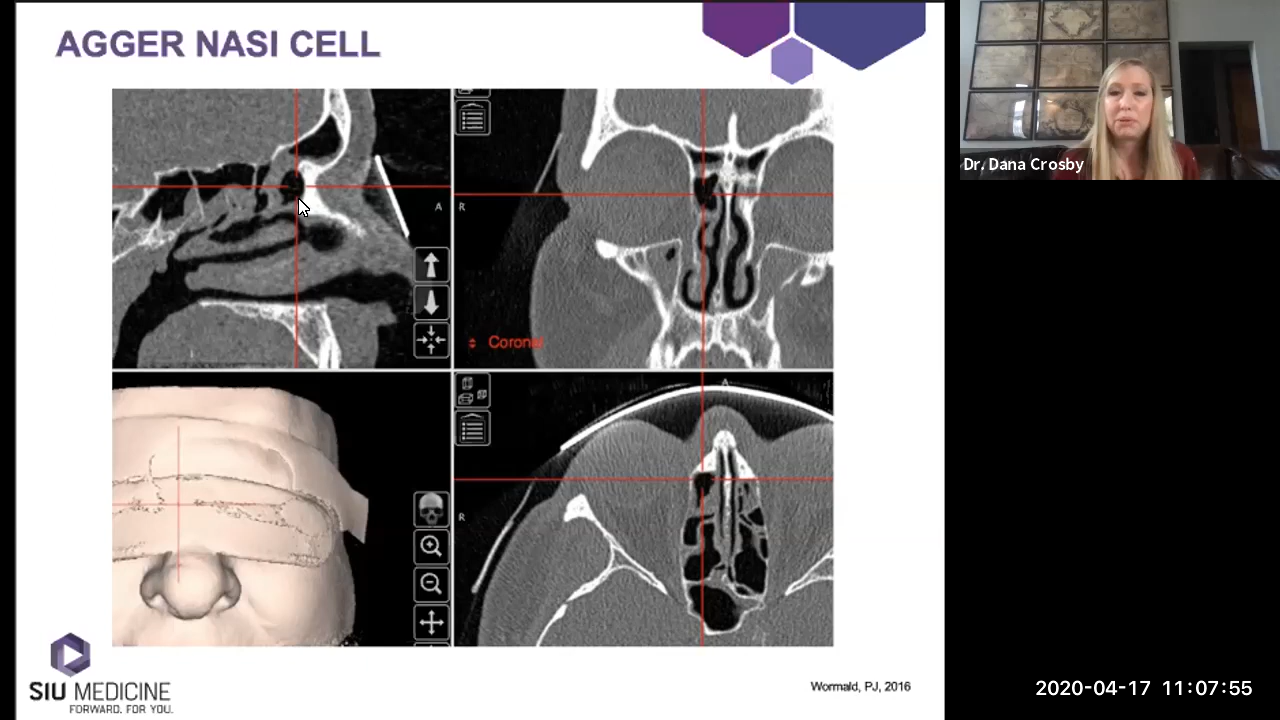 AGGER NASI CELL
Dr. Dana Crosby
A
R
Coronal
A
R
SIU MEDICINE
FORWARD. FOR YOU.
Wormald, PJ, 2016
2020-04-17 11:07:55